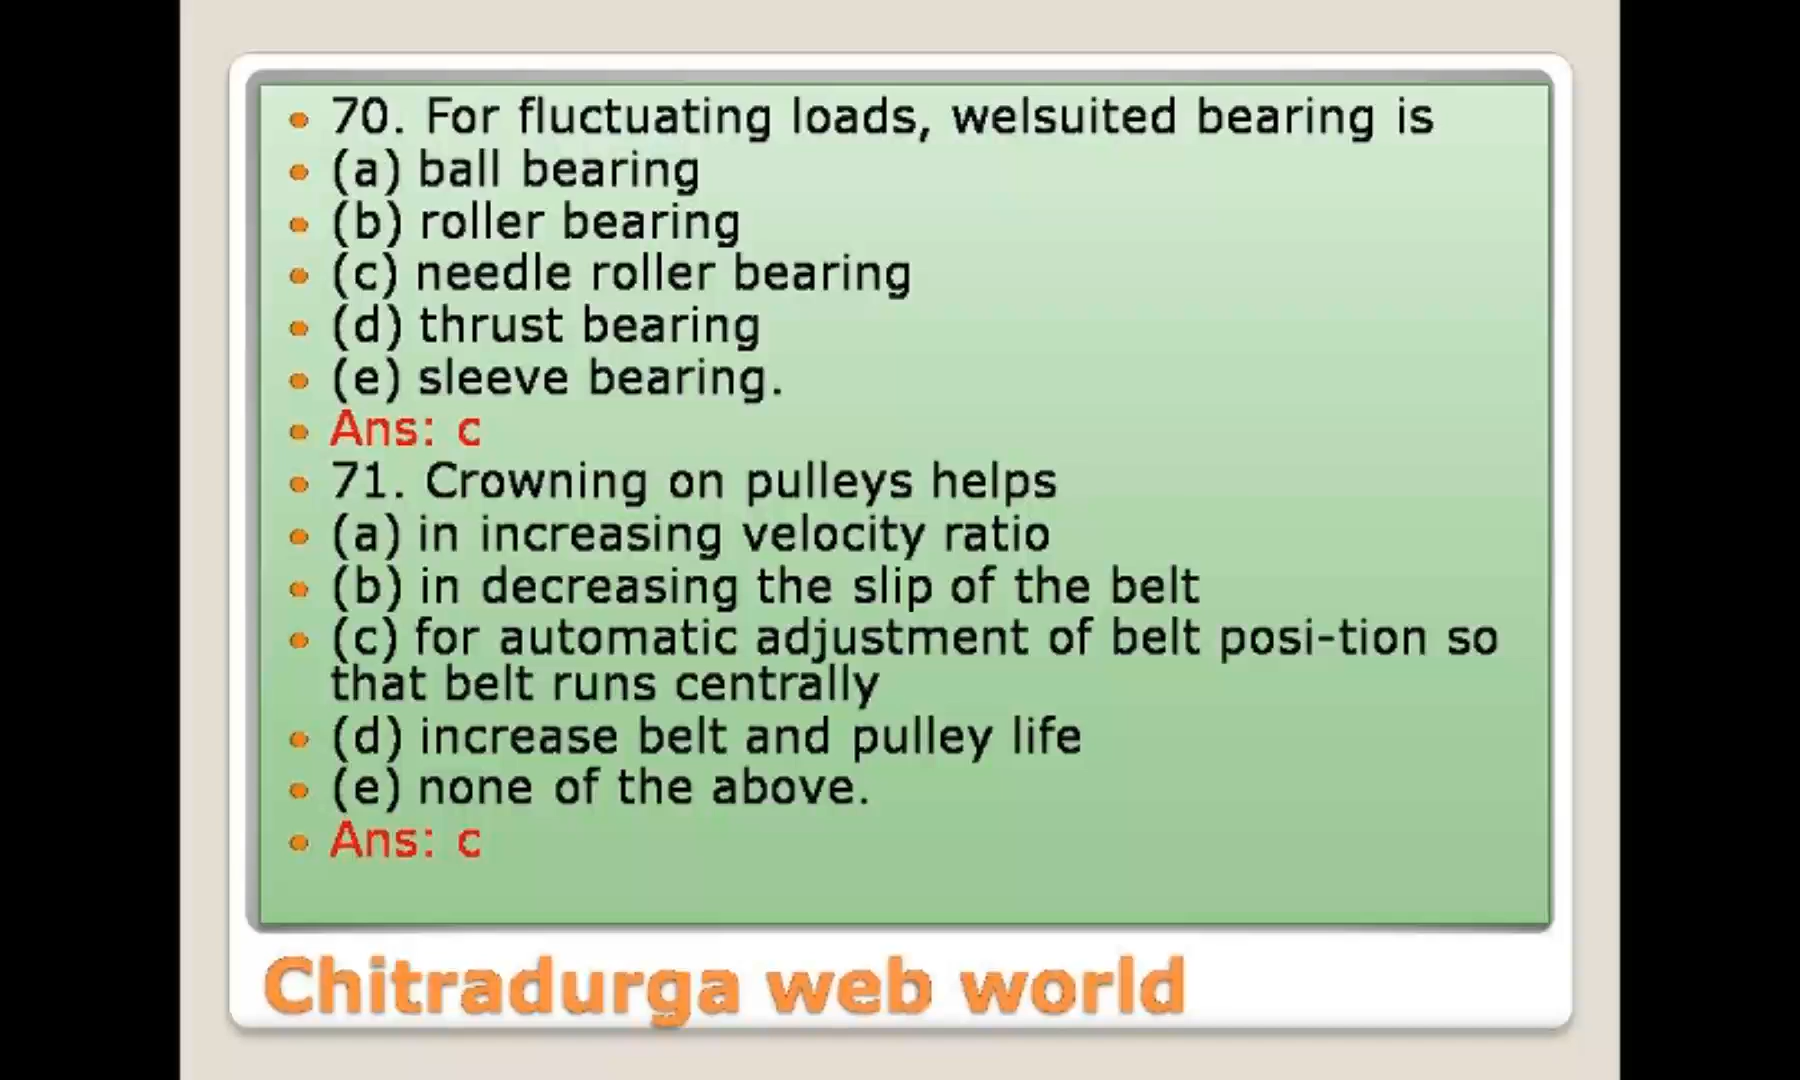 70. For fluctuating loads, welsuited bearing is
(a) ball bearing
(b) roller bearing
(c) needle roller bearing
(d) thrust bearing
(e) sleeve bearing.
Ans: c
71. Crowning on pulleys helps
(a) in increasing velocity ratio
(b) in decreasing the slip of the belt
(c) for automatic adjustment of belt posi-tion so
that belt runs centrally
(d) increase belt and pulley life
(e) none of the above.
Ans: c
Chitradurga web world